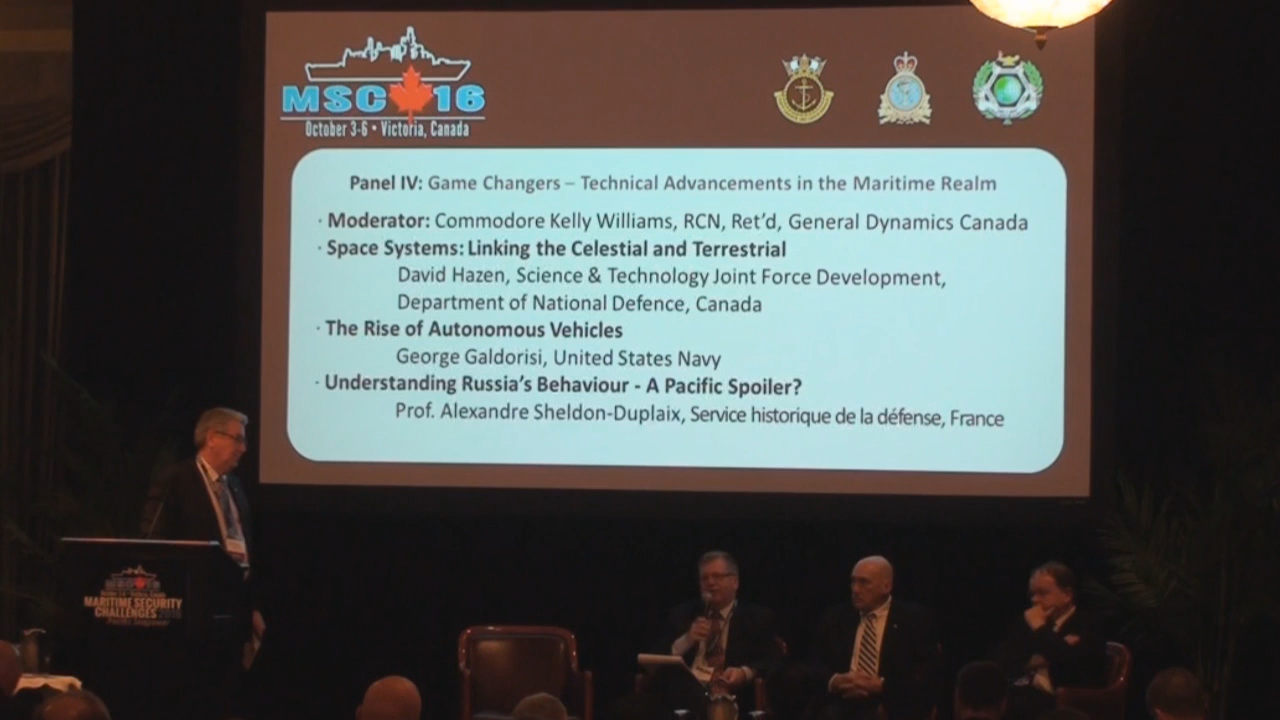 MSC 16
October 3-6 • Victoria, Canada
Panel IV: Game Changers – Technical Advancements in the Maritime Realm
· Moderator: Commodore Kelly Williams, RCN, Ret'd, General Dynamics Canada
· Space Systems: Linking the Celestial and Terrestrial
David Hazen, Science & Technology Joint Force Development,
Department of National Defence, Canada
· The Rise of Autonomous Vehicles
George Galdorisi, United States Navy
· Understanding Russia's Behaviour - A Pacific Spoiler?
Prof. Alexandre Sheldon-Duplaix, Service historique de la défense, France
MARITIME SECURITY
CHALLENGES